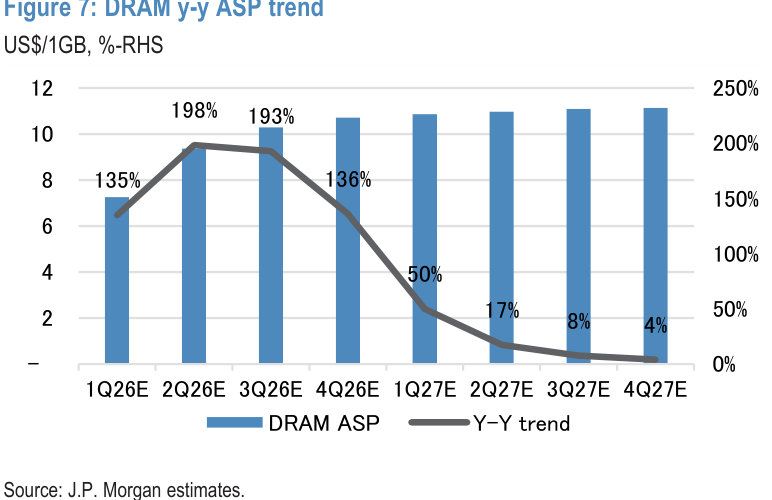 Figure 7: DRAM y-y ASP trend
US$/1GB, %-RHS
12 250%
198% 193%
10 200%
135% 136%
8 150%
6 100%
50%
4 50%
17% 8% 4%
2 0%
–
1Q26E 2Q26E 3Q26E 4Q26E 1Q27E 2Q27E 3Q27E 4Q27E
DRAM ASP Y-Y trend
Source: J.P. Morgan estimates.